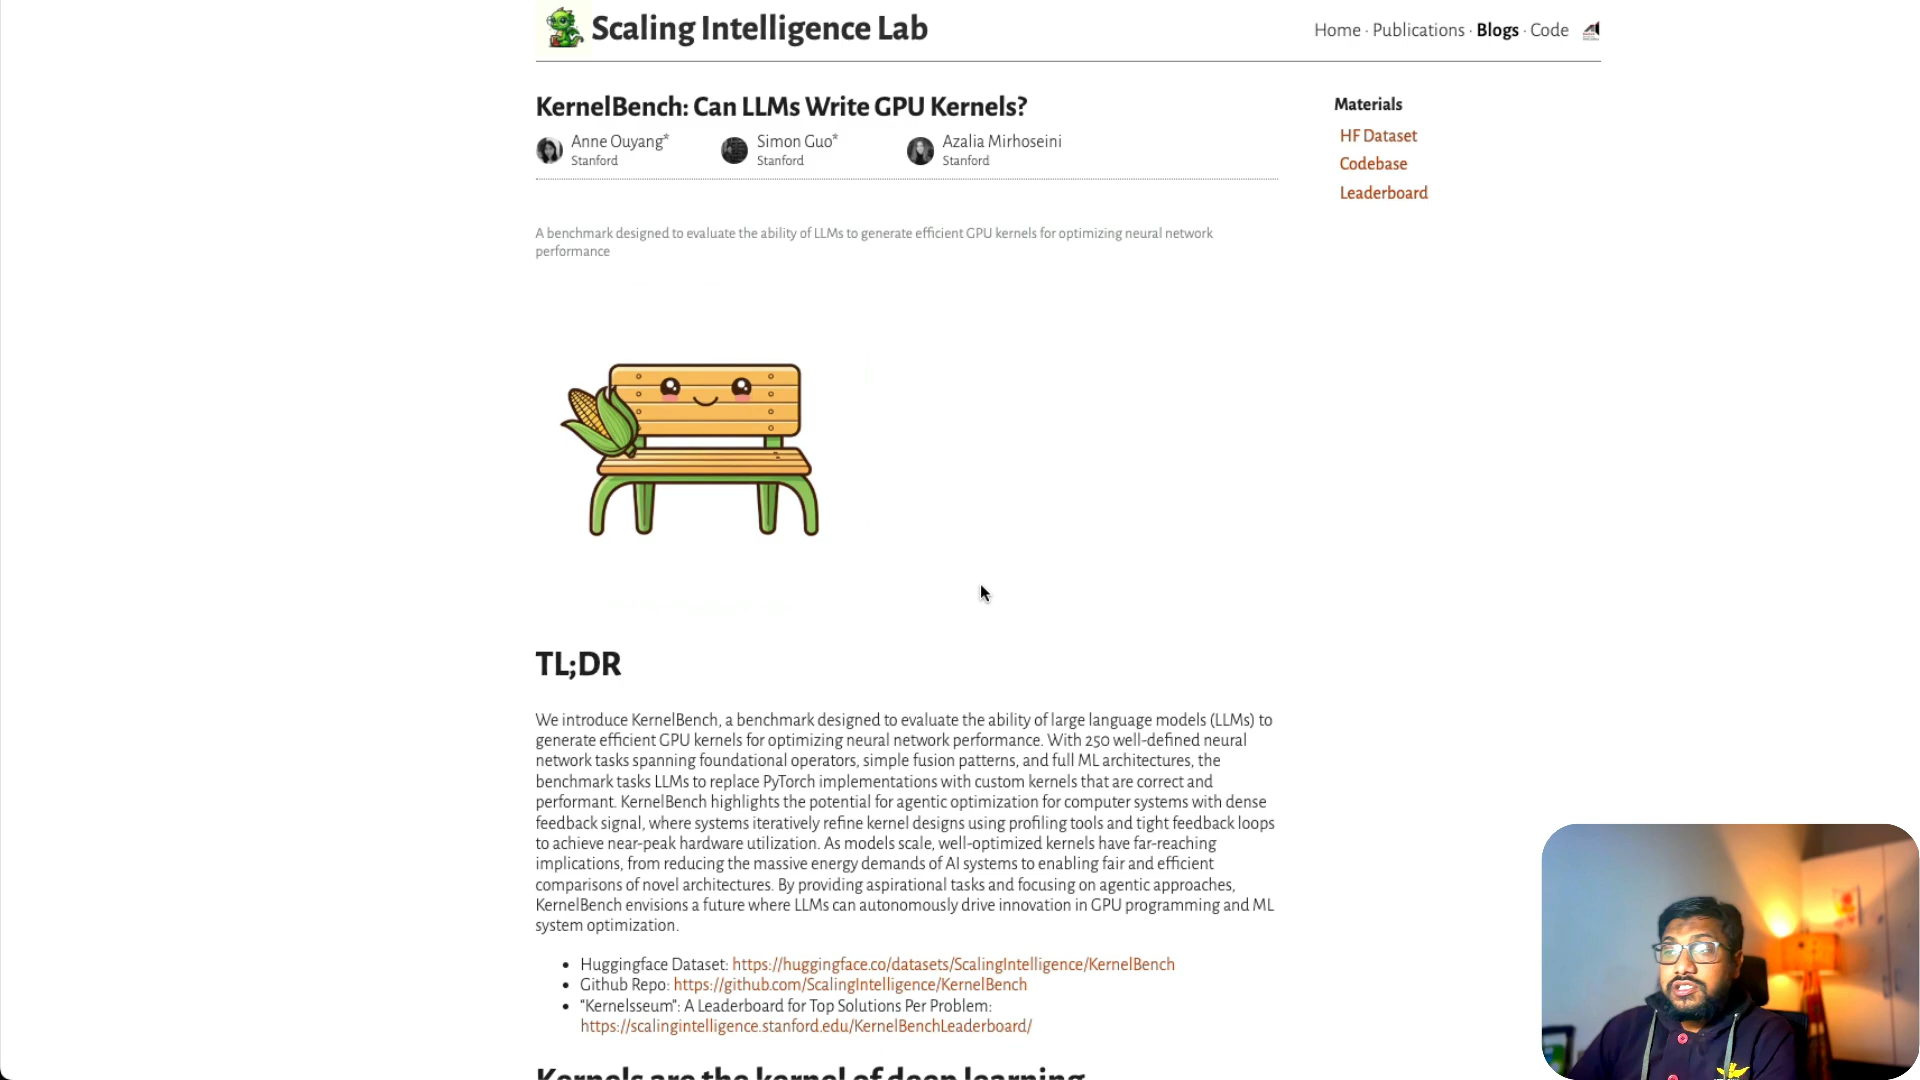 Scaling Intelligence Lab
Home · Publications · Blogs · Code
KernelBench: Can LLMs Write GPU Kernels?
Anne Ouyang*
Stanford
Simon Guo*
Stanford
Azalia Mirhoseini
Stanford
Materials
HF Dataset
Codebase
Leaderboard
A benchmark designed to evaluate the ability of LLMs to generate efficient GPU kernels for optimizing neural network
performance
TL;DR
We introduce KernelBench, a benchmark designed to evaluate the ability of large language models (LLMs) to
generate efficient GPU kernels for optimizing neural network performance. With 250 well-defined neural
network tasks spanning foundational operators, simple fusion patterns, and full ML architectures, the
benchmark tasks LLMs to replace PyTorch implementations with custom kernels that are correct and
performant. KernelBench highlights the potential for agentic optimization for computer systems with dense
feedback signal, where systems iteratively refine kernel designs using profiling tools and tight feedback loops
to achieve near-peak hardware utilization. As models scale, well-optimized kernels have far-reaching
implications, from reducing the massive energy demands of AI systems to enabling fair and efficient
comparisons of novel architectures. By providing aspirational tasks and focusing on agentic approaches,
KernelBench envisions a future where LLMs can autonomously drive innovation in GPU programming and ML
system optimization.
• Huggingface Dataset: https://huggingface.co/datasets/ScalingIntelligence/KernelBench
• Github Repo: https://github.com/ScalingIntelligence/KernelBench
• “Kernelsseum”: A Leaderboard for Top Solutions Per Problem:
https://scalingintelligence.stanford.edu/KernelBenchLeaderboard/
Kernels are the kernel of deep learning